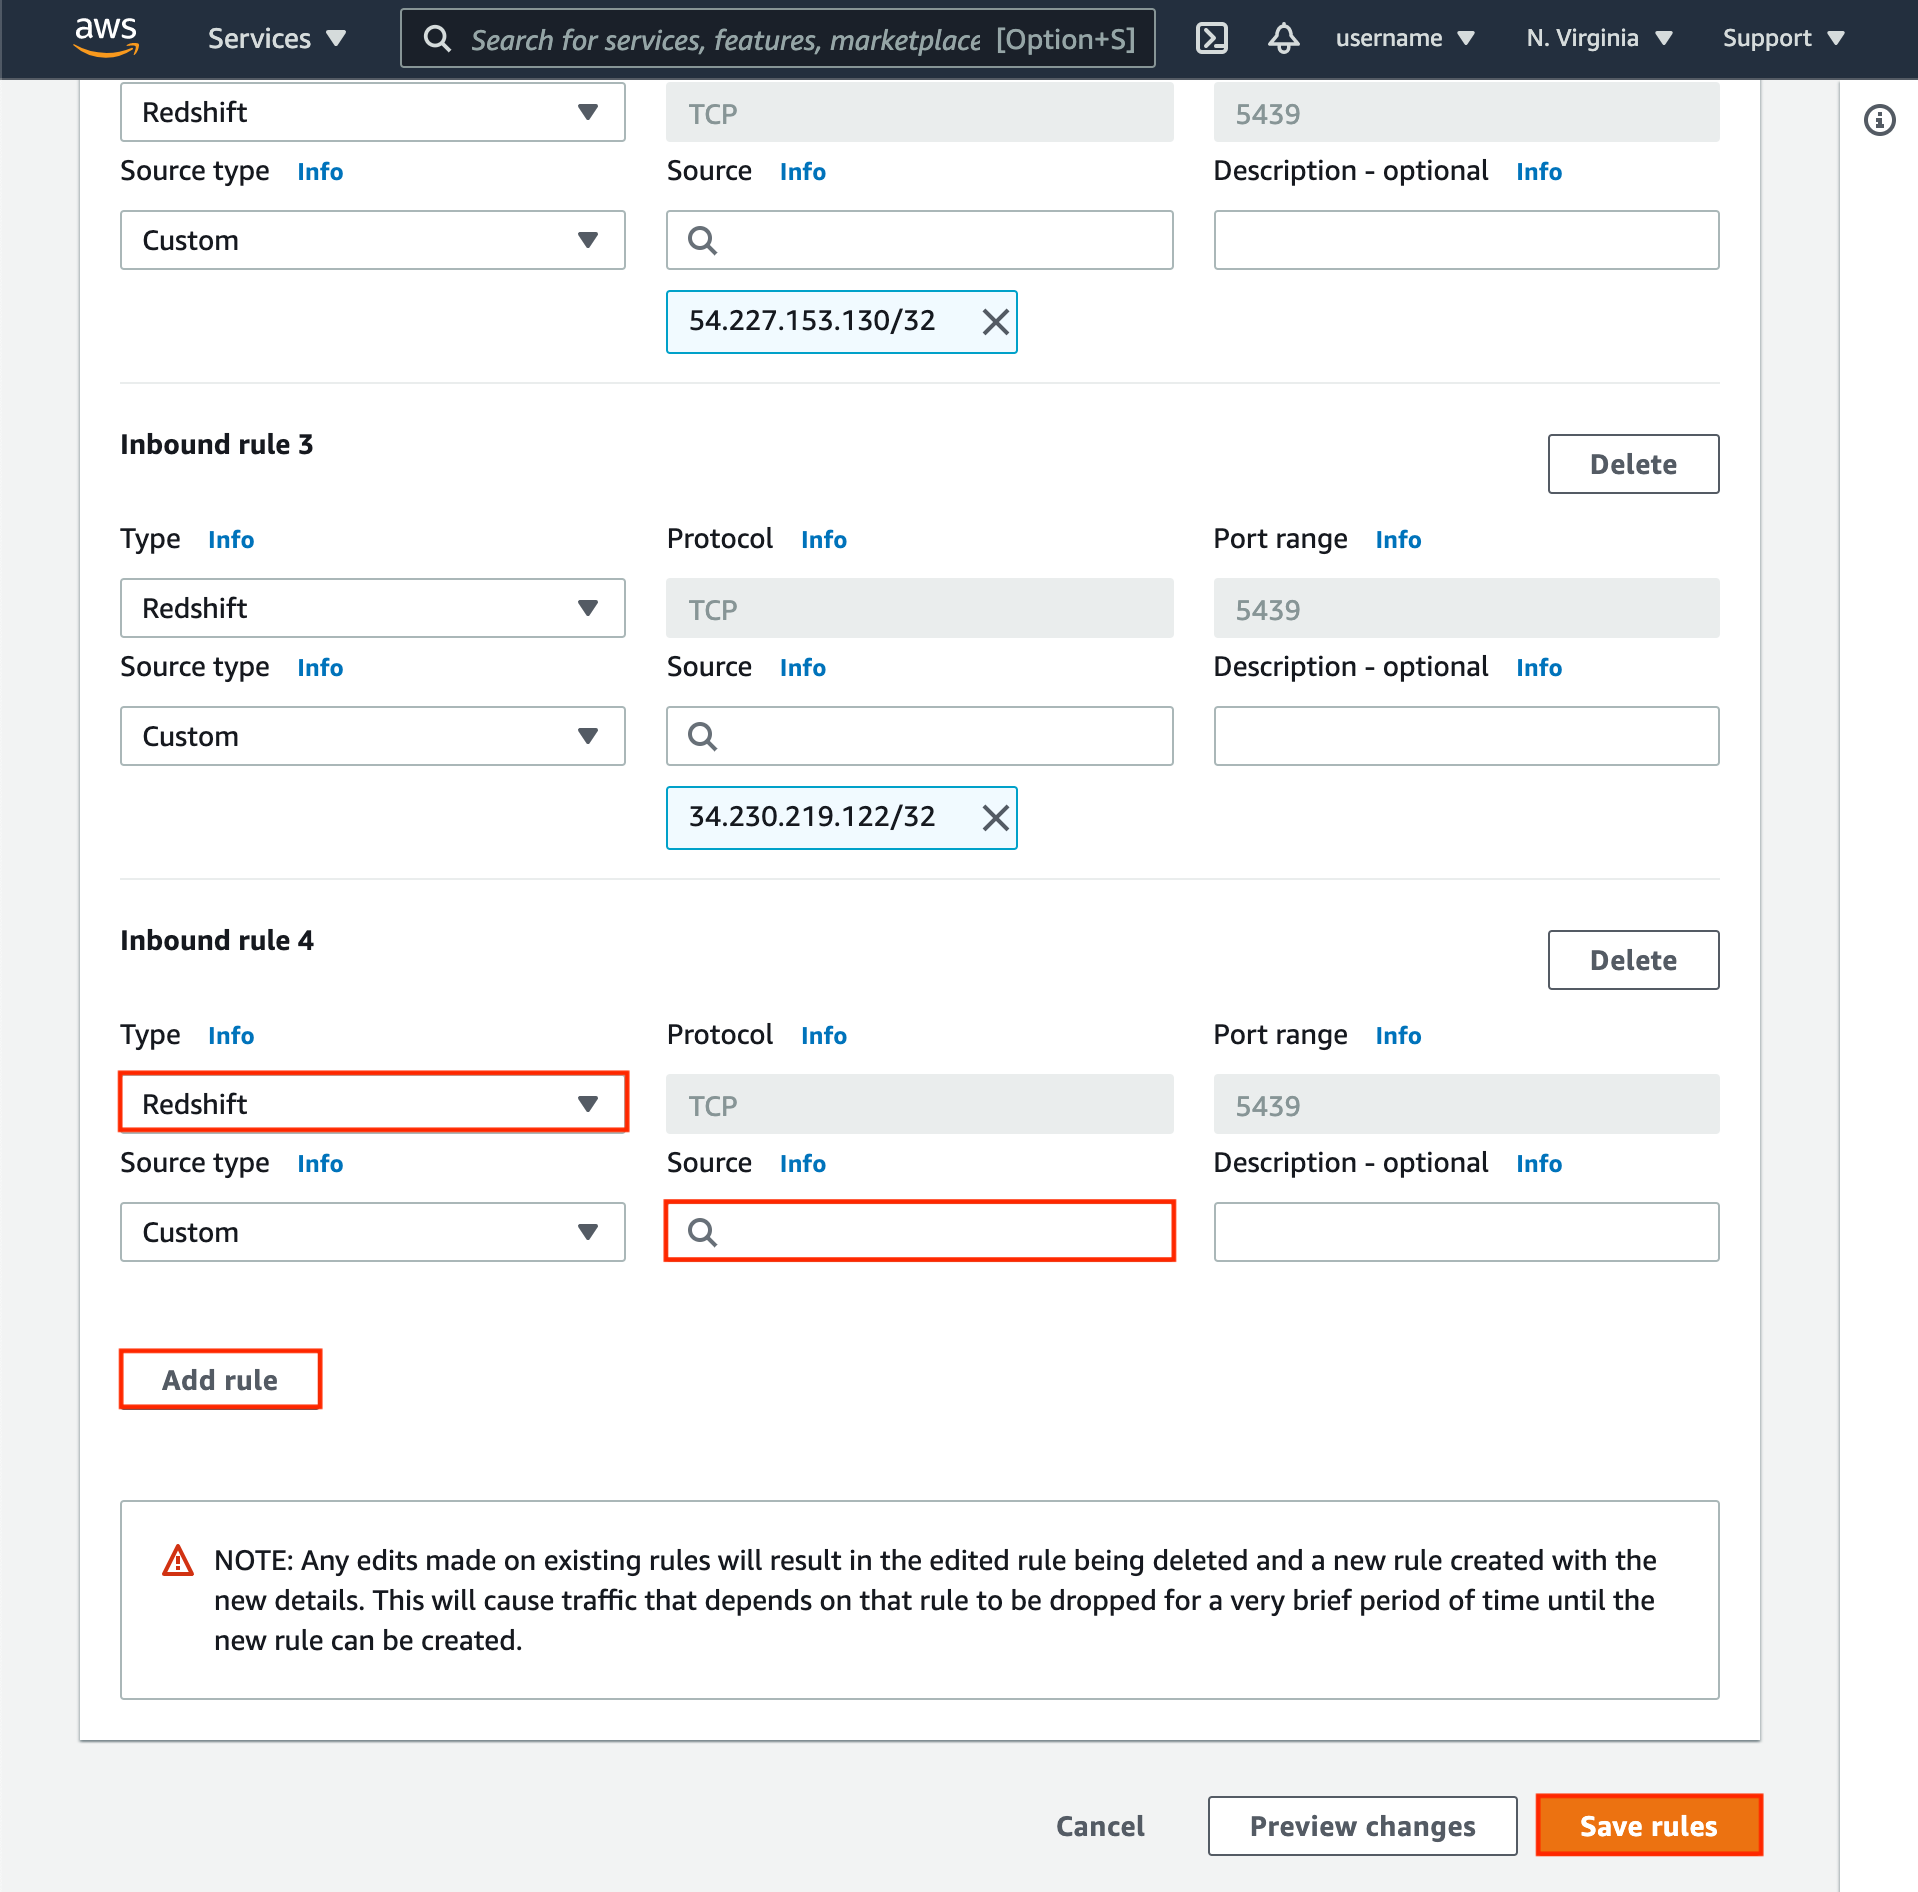 aws Services Search for services, features, marketplace [Option+S] username N. Virginia Support
Redshift TCP 5439
Source type Info Source Info Description - optional Info
Custom
54.227.153.130/32
Inbound rule 3
Delete
Type Info Protocol Info Port range Info
Redshift TCP 5439
Source type Info Source Info Description - optional Info
Custom
34.230.219.122/32
Inbound rule 4
Delete
Type Info Protocol Info Port range Info
Redshift TCP 5439
Source type Info Source Info Description - optional Info
Custom
Add rule
NOTE: Any edits made on existing rules will result in the edited rule being deleted and a new rule created with the
new details. This will cause traffic that depends on that rule to be dropped for a very brief period of time until the
new rule can be created.
Cancel Preview changes Save rules